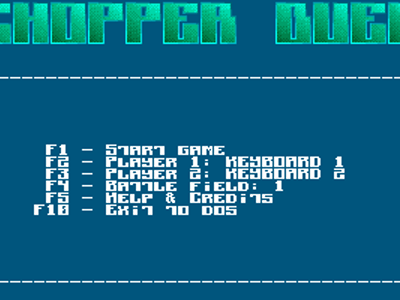 CHOPPER DUE
F1 - Start game
F2 - Player 1: keyboard 1
F3 - Player 2: keyboard 2
F4 - Battle field: 1
F5 - Help & Credits
F10 - Exit to dos